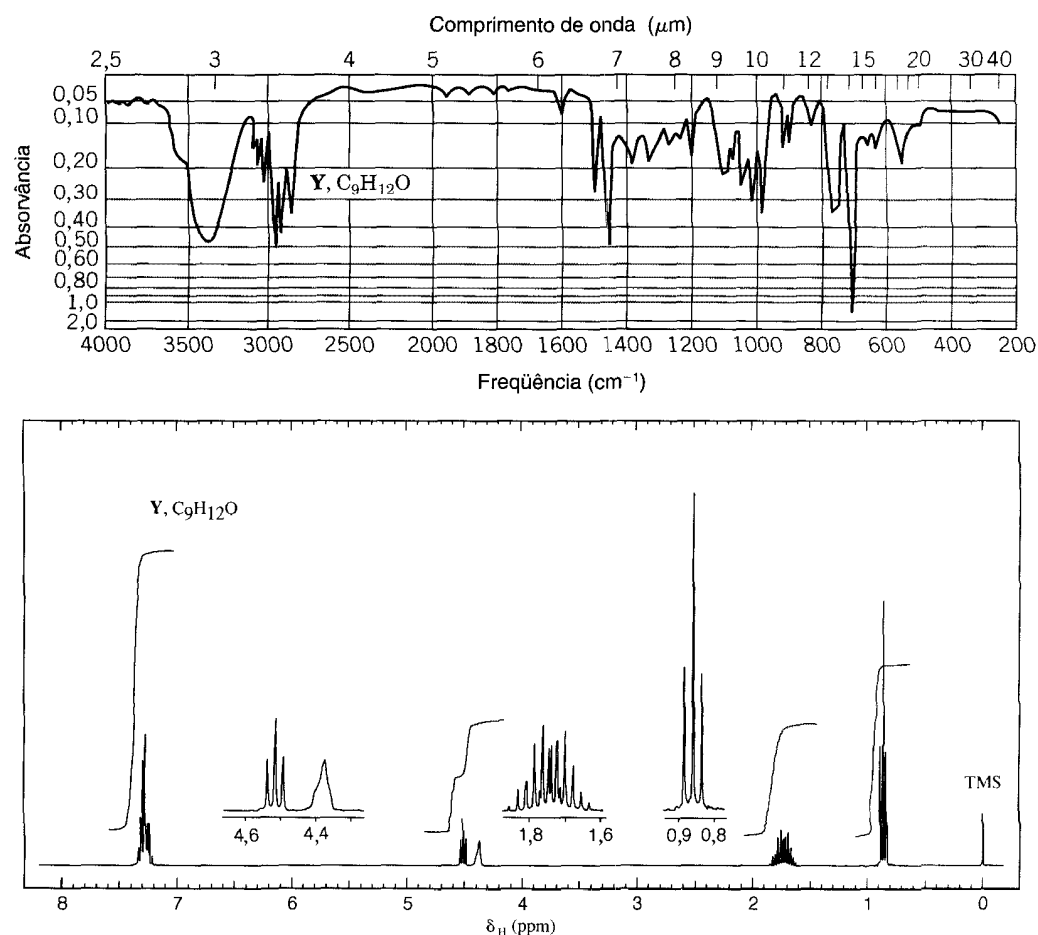 Comprimento de onda (μm)
2,5 3 4 5 6 7 8 9 10 12 15 20 30 40
0,05
0,10
0,20
0,30
0,40
0,50
0,60
0,80
1,0
2,0
Absorvância
Y, C₉H₁₂O
4000 3500 3000 2500 2000 1800 1600 1400 1200 1000 800 600 400 200
Freqüência (cm⁻¹)
Y, C₉H₁₂O
TMS
4,6 4,4
1,8 1,6
0,9 0,8
8 7 6 5 4 3 2 1 0
δH (ppm)